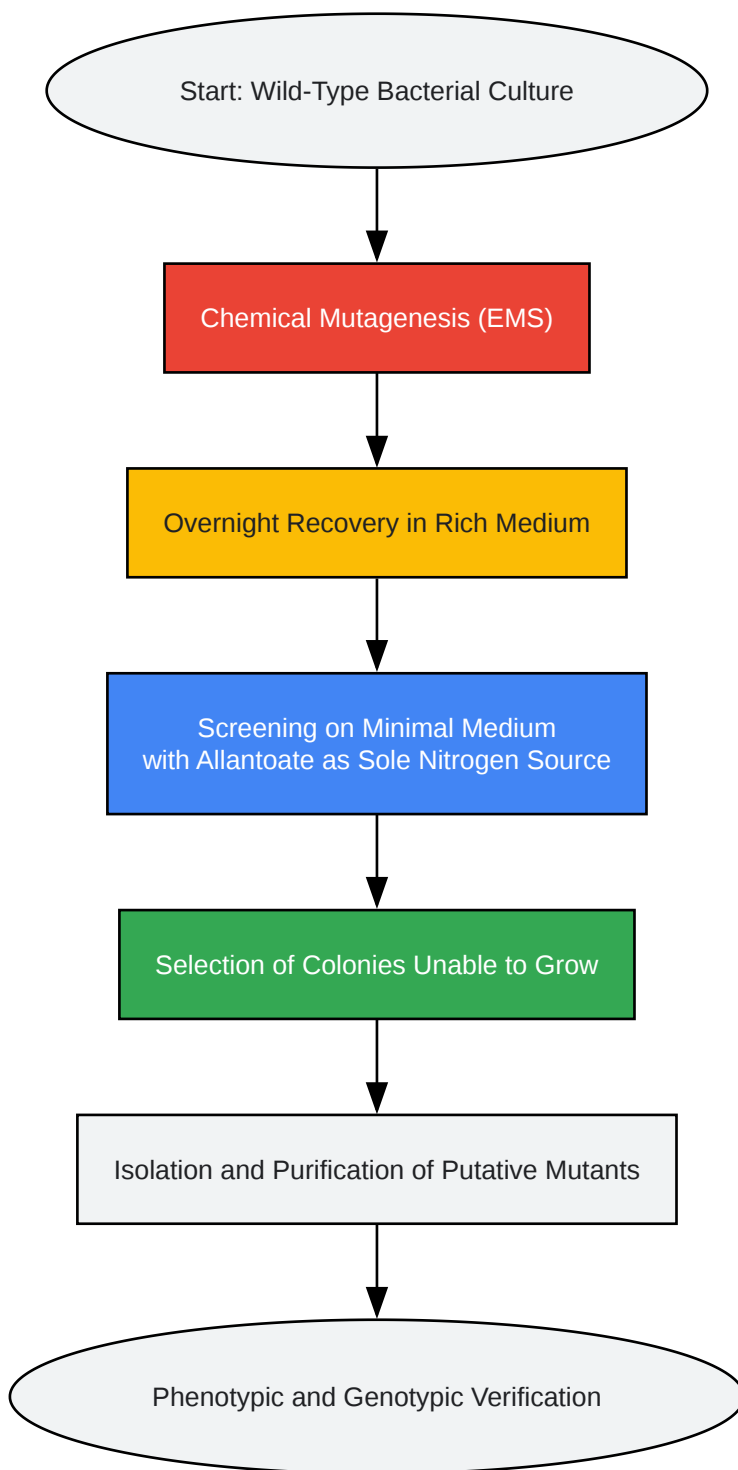 Start: Wild-Type Bacterial Culture
Chemical Mutagenesis (EMS)
Overnight Recovery in Rich Medium
Screening on Minimal Medium
with Allantoate as Sole Nitrogen Source
Selection of Colonies Unable to Grow
Isolation and Purification of Putative Mutants
Phenotypic and Genotypic Verification